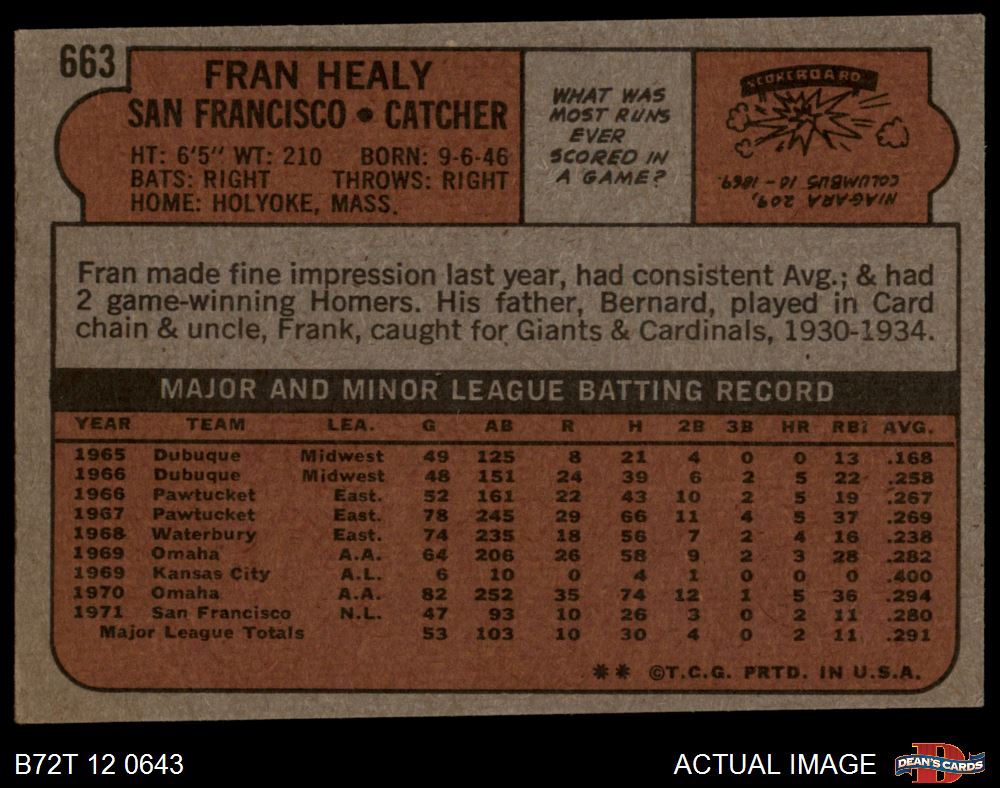 663
FRAN HEALY
SAN FRANCISCO • CATCHER
HT: 6'5" WT: 210 BORN: 9-6-46
BATS: RIGHT THROWS: RIGHT
HOME: HOLYOKE, MASS.
WHAT WAS
MOST RUNS
EVER
SCORED IN
A GAME?
SCOREBOARD
NIAGARA 209,
COLUMBUS 10 - 1869.
Fran made fine impression last year, had consistent Avg.; & had
2 game-winning Homers. His father, Bernard, played in Card
chain & uncle, Frank, caught for Giants & Cardinals, 1930-1934.
MAJOR AND MINOR LEAGUE BATTING RECORD
YEAR TEAM LEA. G AB R H 2B 3B HR RBI AVG.
1965 Dubuque Midwest 49 125 8 21 4 0 0 13 .168
1966 Dubuque Midwest 48 151 24 39 6 2 5 22 .258
1966 Pawtucket East. 52 161 22 43 10 2 5 19 .267
1967 Pawtucket East. 78 245 29 66 11 4 5 37 .269
1968 Waterbury East. 74 235 18 56 7 2 4 16 .238
1969 Omaha A.A. 64 206 26 58 9 2 3 28 .282
1969 Kansas City A.L. 6 10 0 4 1 0 0 0 .400
1970 Omaha A.A. 82 252 35 74 12 1 5 36 .294
1971 San Francisco N.L. 47 93 10 26 3 0 2 11 .280
Major League Totals 53 103 10 30 4 0 2 11 .291
** ©T.C.G. PRTD. IN U.S.A.
B72T 12 0643
ACTUAL IMAGE
D
DEAN'S CARDS